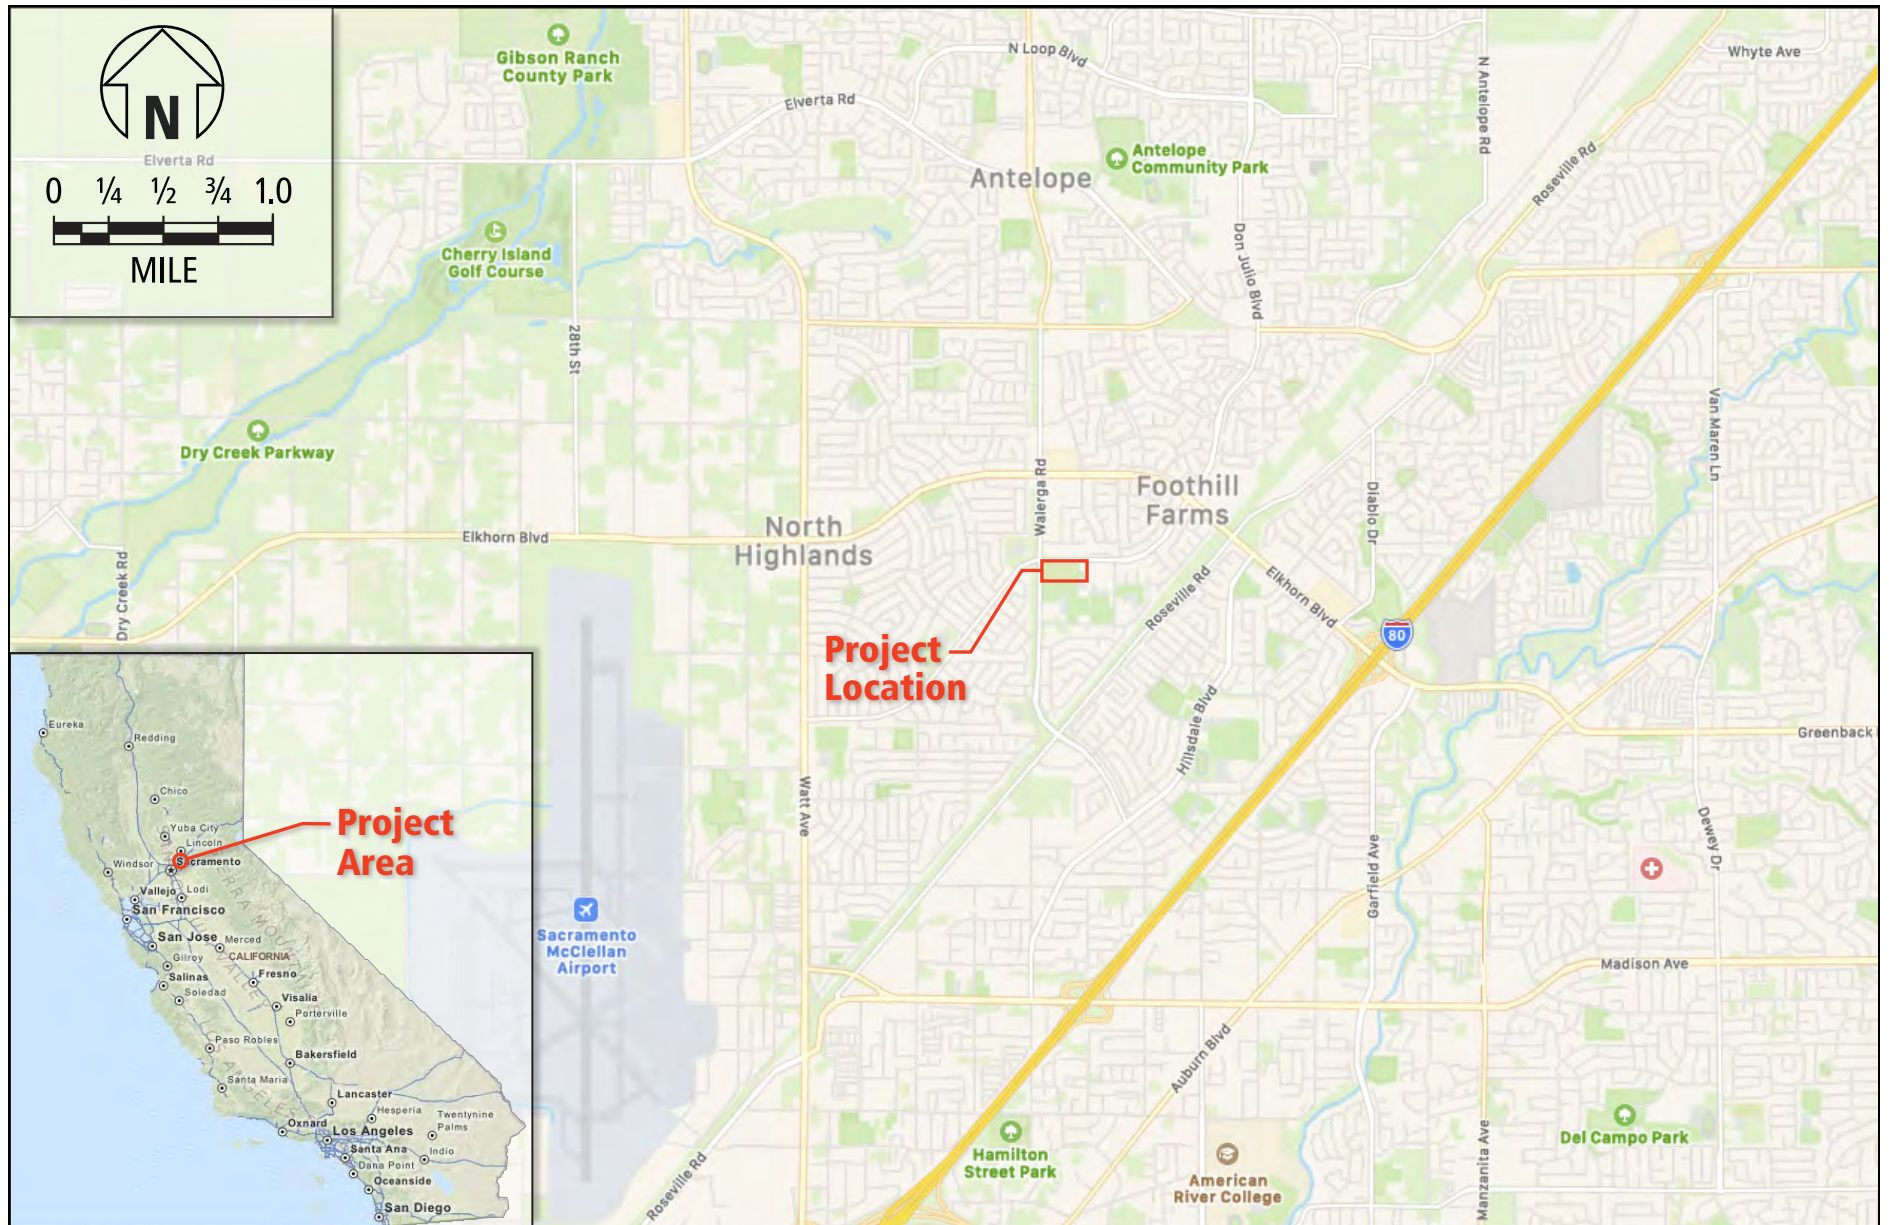 N
Elverta Rd
0 ¼ ½ ¾ 1.0
MILE
Gibson Ranch
County Park
N Loop Blvd
Whyte Ave
Elverta Rd
N Antelope Rd
Antelope
Community Park
Antelope
Roseville Rd
Cherry Island
Golf Course
Don Julio Blvd
28th St
Dry Creek Parkway
Van Maren Ln
Walerga Rd
Foothill
Farms
Diablo Dr
North
Highlands
Elkhorn Blvd
Dry Creek Rd
Roseville Rd
Elkhorn Blvd
80
Project
Location
Hillsdale Blvd
Greenback
Watt Ave
Garfield Ave
Dewey Dr
Sacramento
McClellan
Airport
Madison Ave
Auburn Blvd
Manzanita Ave
Hamilton
Street Park
American
River College
Del Campo Park
Roseville Rd
Eureka
Redding
Chico
Yuba City
Lincoln
Project
Area
Windsor
Sacramento
Vallejo
Lodi
San Francisco
San Jose
Merced
CALIFORNIA
Gilroy
Fresno
Salinas
Soledad
Visalia
Porterville
Paso Robles
Bakersfield
Santa Maria
Lancaster
Hesperia
Twentynine
Palms
Oxnard
Los Angeles
Santa Ana
Indio
Dana Point
Oceanside
San Diego